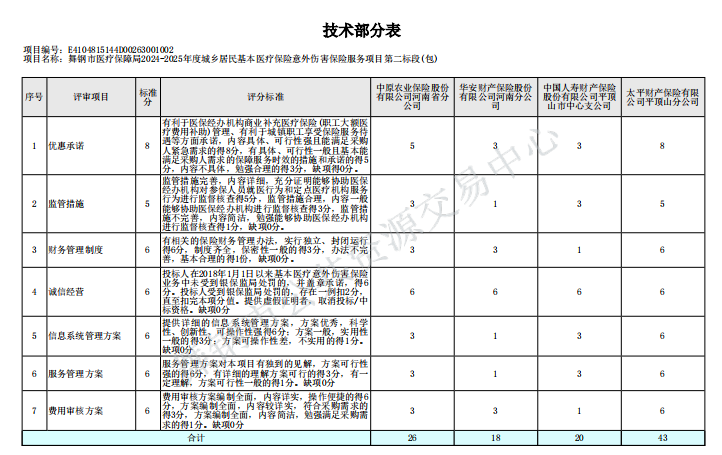 技术部分表
项目编号：E4104815144D00263001002
项目名称：舞钢市医疗保障局2024-2025年度城乡居民基本医疗保险意外伤害保险服务项目第二标段(包)
序号 评审项目 标准分 评分标准 中原农业保险股份有限公司河南省分公司 华安财产保险股份有限公司河南分公司 中国人寿财产保险股份有限公司平顶山市中心支公司 太平财产保险有限公司平顶山分公司
1 优惠承诺 8 有利于医保经办机构商业补充医疗保险(职工大额医 5 3 3 8
疗费用补助)管理、有利于城镇职工享受保险服务待
遇等方面承诺，内容具体、可行性强且能满足采购
人紧急需求的得8分，有具体、可行性一般且基本能
满足采购人需求的保障服务时效的措施和承诺的得5
分，内容不具体，勉强合理的得3分，缺项得0分。
2 监管措施 5 监管措施完善，内容详细，充分证明能够协助医保 3 1 3 5
经办机构对参保人员就医行为和定点医疗机构服务
行为进行监督核查得5分，监管措施合理，内容一般
能够协助医保经办机构进行监督核查得3分，监管措
施不完善，内容简洁，勉强能够协助医保经办机构
进行监督核查得1分，缺项0分。
3 财务管理制度 6 有相关的保险财务管理办法，实行独立、封闭运行 3 3 1 6
得6分，制度齐全，保密性一般的得3分，办法不完
善，基本合理的得1份，缺项0分。
4 诚信经营 6 投标人在2018年1月1日以来基本医疗意外伤害保险 6 6 6 6
业务中未受到银保监局处罚的，并盖章承诺，得6
分。投标人受到银保监局处罚的，存在一例扣2分，
直至扣完本项分值。提供虚假证明者，取消投标/中
标资格。缺项0分
5 信息系统管理方案 6 提供详细的信息系统管理方案，方案优秀，科学 3 1 3 6
性、创新性、可操作性强得6分；方案一般，实用性
一般的得3分；方案可操作性差，不实用的得1分。
缺项0分
6 服务管理方案 6 服务管理方案对本项目有独到的见解，方案可行性 3 1 3 6
强的得6分，有详细的理解方案可行的得3分，有一
定理解，方案可行性一般的得1分。缺项0分
7 费用审核方案 6 费用审核方案编制全面，内容详实，操作便捷的得6 3 3 1 6
分，方案编制全面，内容较详实，符合采购需求的
得3分，方案编制全面，内容简洁，勉强满足采购需
求的得1分。缺项0分
合计 26 18 20 43